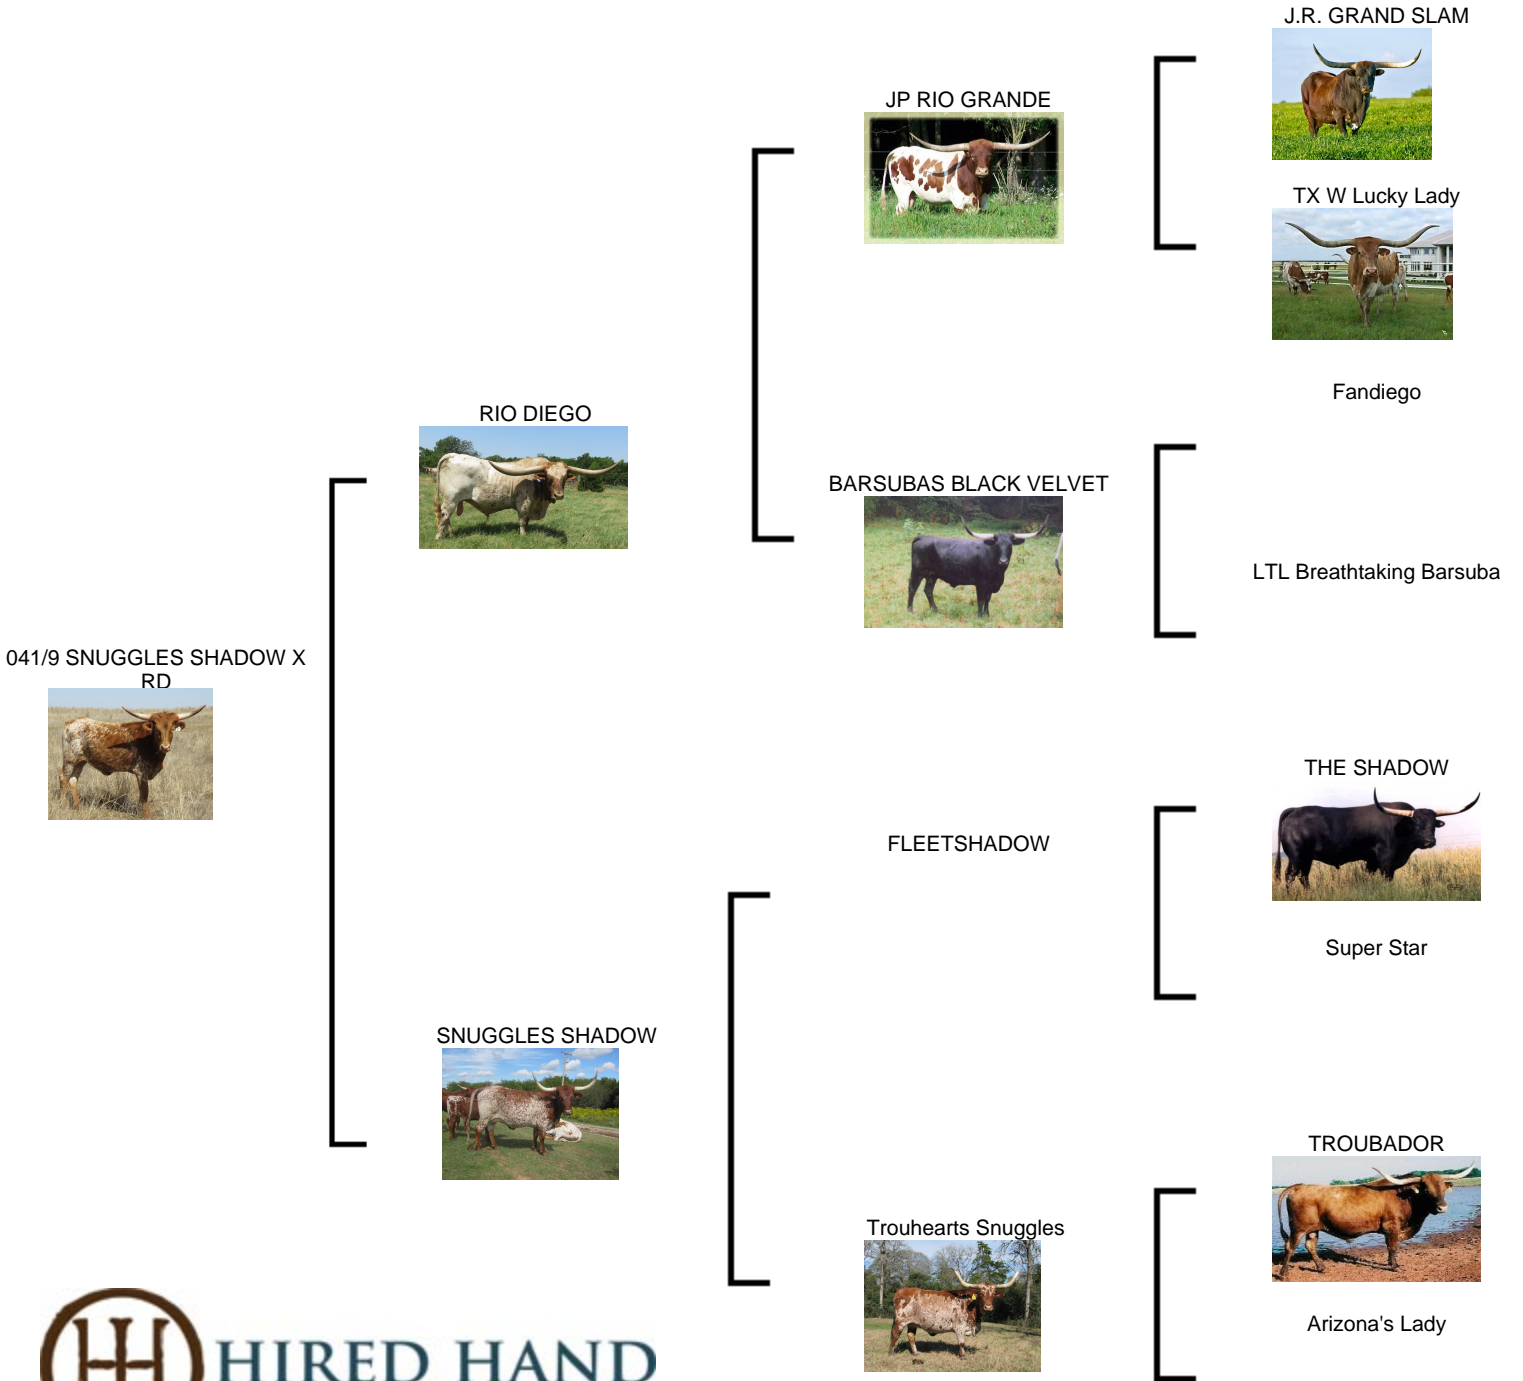 J.R. GRAND SLAM
JP RIO GRANDE
TX W Lucky Lady
Fandiego
RIO DIEGO
BARSUBAS BLACK VELVET
LTL Breathtaking Barsuba
041/9 SNUGGLES SHADOW X
RD
THE SHADOW
FLEETSHADOW
Super Star
SNUGGLES SHADOW
TROUBADOR
Trouhearts Snuggles
Arizona's Lady
HIRED HAND